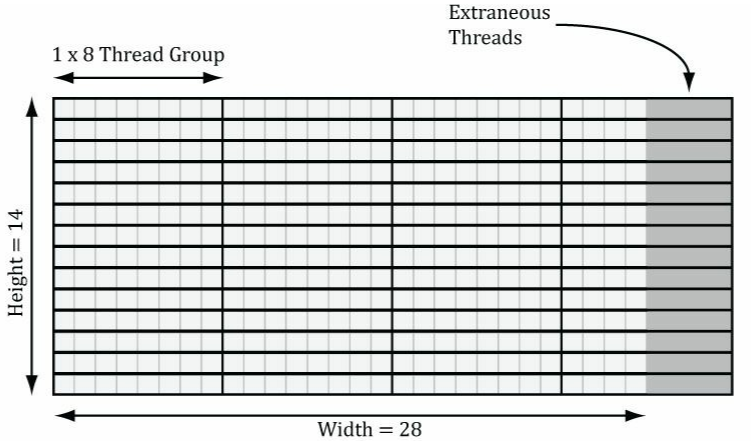 Extraneous
Threads
1 x 8 Thread Group
Height = 14
Width = 28